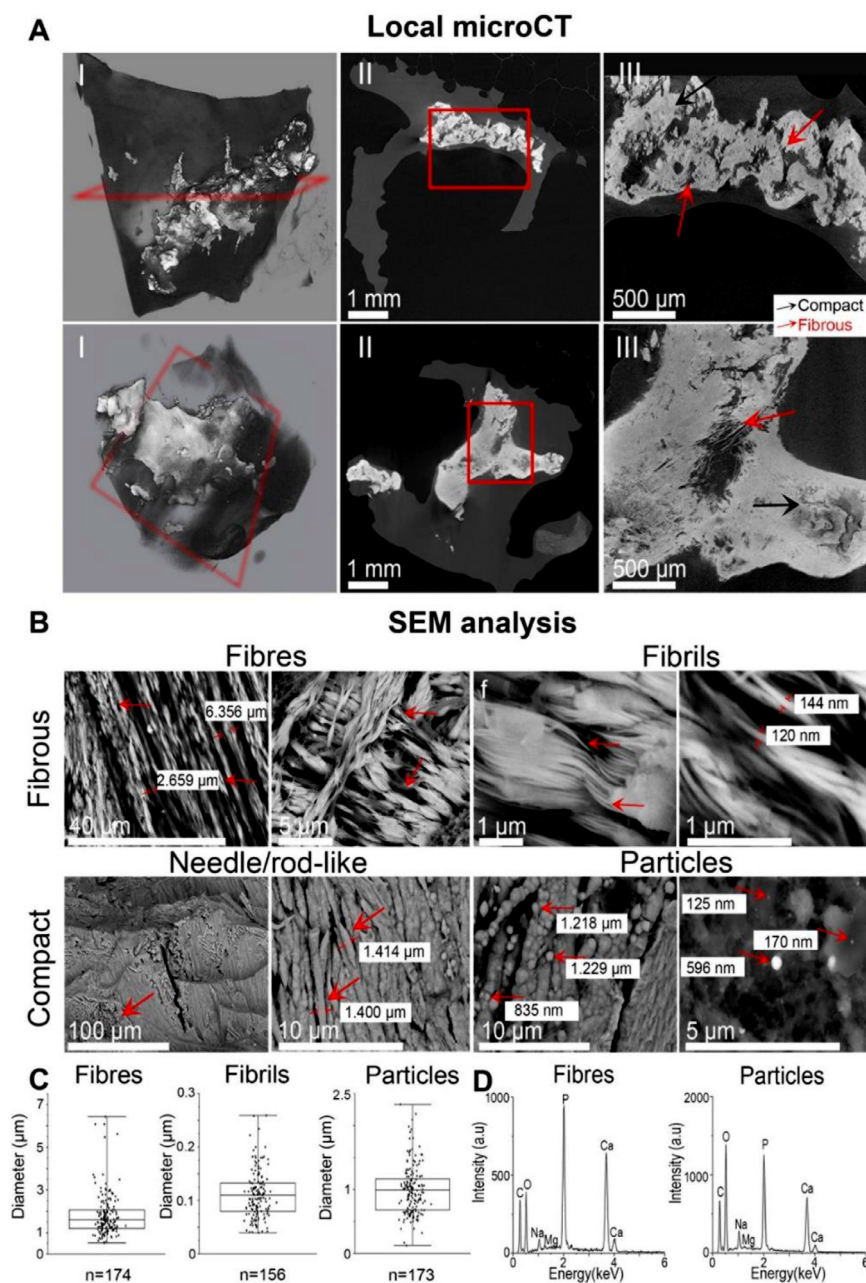 A
Local microCT
I
II
III
1 mm
500 µm
Compact
Fibrous
I
II
III
1 mm
500 µm
B
SEM analysis
Fibres
Fibrils
Fibrous
6.356 µm
2.659 µm
40 µm
5 µm
f
1 µm
144 nm
120 nm
1 µm
Needle/rod-like
Particles
Compact
100 µm
1.414 µm
1.400 µm
10 µm
1.218 µm
1.229 µm
835 nm
10 µm
125 nm
170 nm
596 nm
5 µm
C
Fibres
Diameter (µm)
7
6
5
4
3
2
1
0
n=174
Fibrils
Diameter (µm)
0.3
0.2
0.1
0
n=156
Particles
Diameter (µm)
2.5
2
1
0
n=173
D
Fibres
Intensity (a.u)
1000
500
0
C
O
Na
Mg
P
Ca
Ca
0 2 4 6
Energy(keV)
Particles
Intensity (a.u)
2000
1000
0
C
O
Na
Mg
P
Ca
Ca
0 2 4 6
Energy(keV)